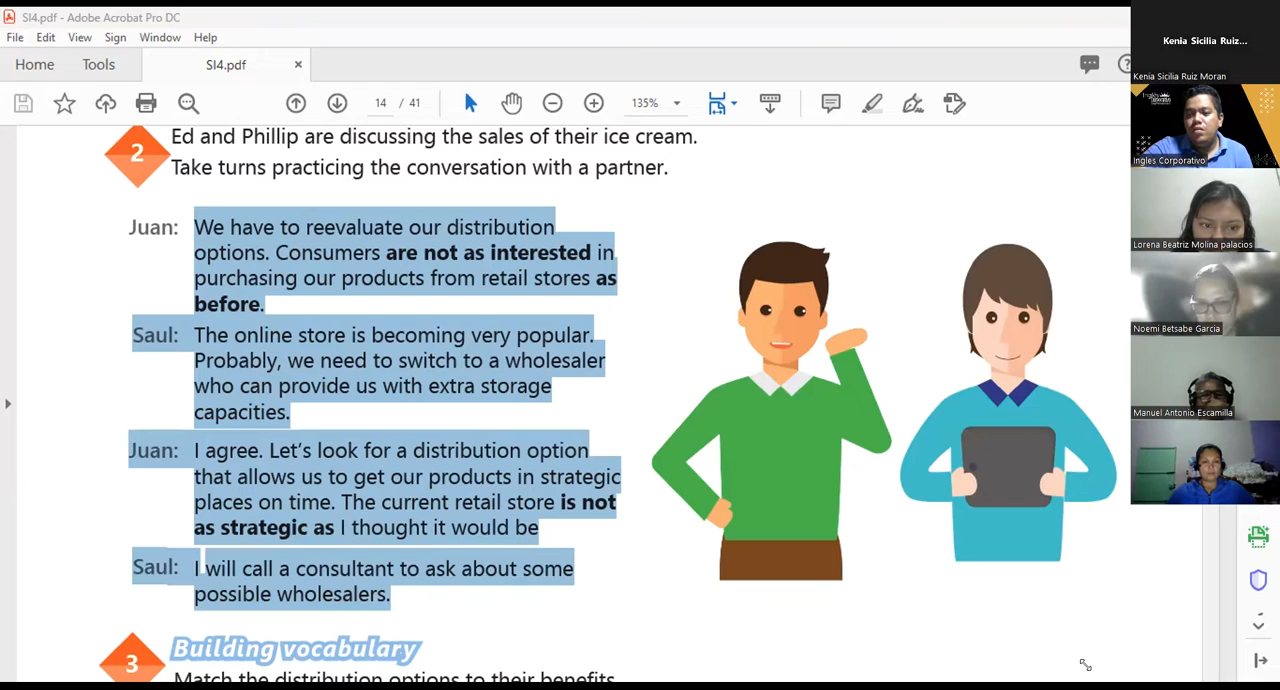 SI4.pdf - Adobe Acrobat Pro DC
File Edit View Sign Window Help
Home Tools SI4.pdf ×
14 / 41 135%
2 Ed and Phillip are discussing the sales of their ice cream.
Take turns practicing the conversation with a partner.
Juan: We have to reevaluate our distribution
options. Consumers are not as interested in
purchasing our products from retail stores as
before.
Saul: The online store is becoming very popular.
Probably, we need to switch to a wholesaler
who can provide us with extra storage
capacities.
Juan: I agree. Let's look for a distribution option
that allows us to get our products in strategic
places on time. The current retail store is not
as strategic as I thought it would be
Saul: I will call a consultant to ask about some
possible wholesalers.
3 Building vocabulary
Match the distribution options to their benefits
Kenia Sicilia Ruiz...
Kenia Sicilia Ruiz Moran
Ingles Corporativo
Lorena Beatriz Molina palacios
Noemi Betsabe Garcia
Manuel Antonio Escamilla